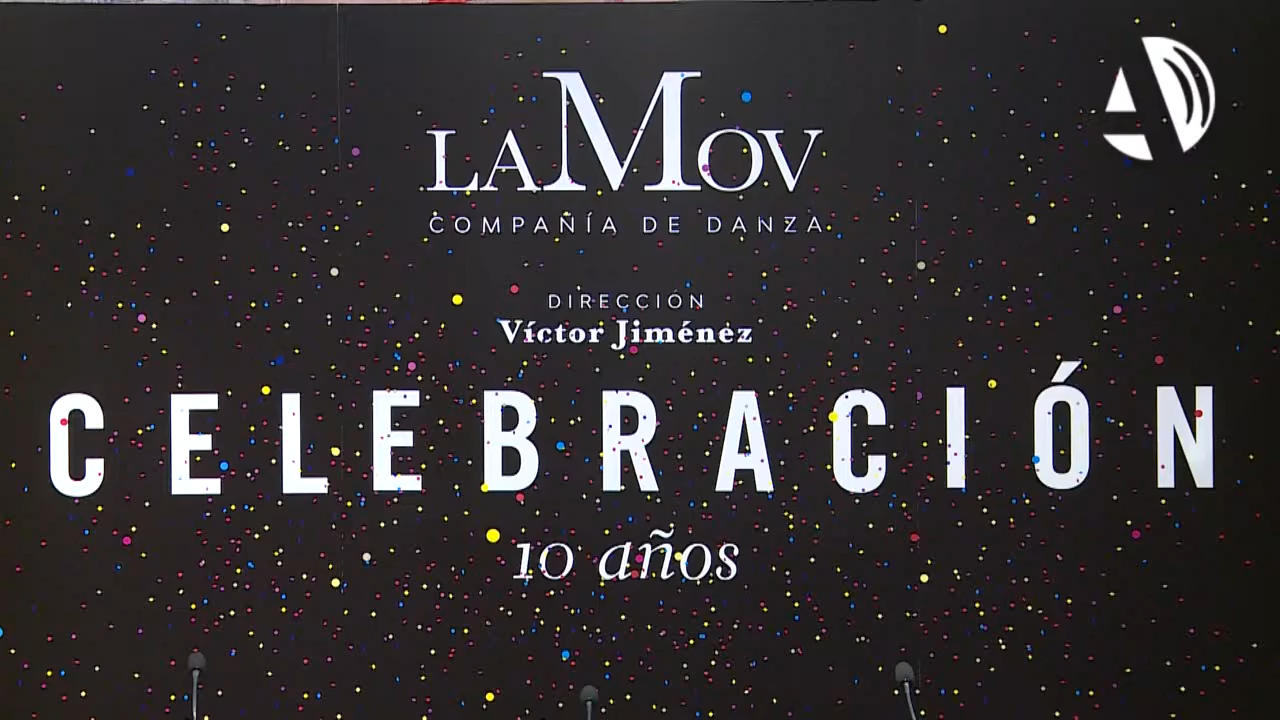 LAMOV
COMPAÑÍA DE DANZA
DIRECCIÓN
Víctor Jiménez
CELEBRACIÓN
10 años